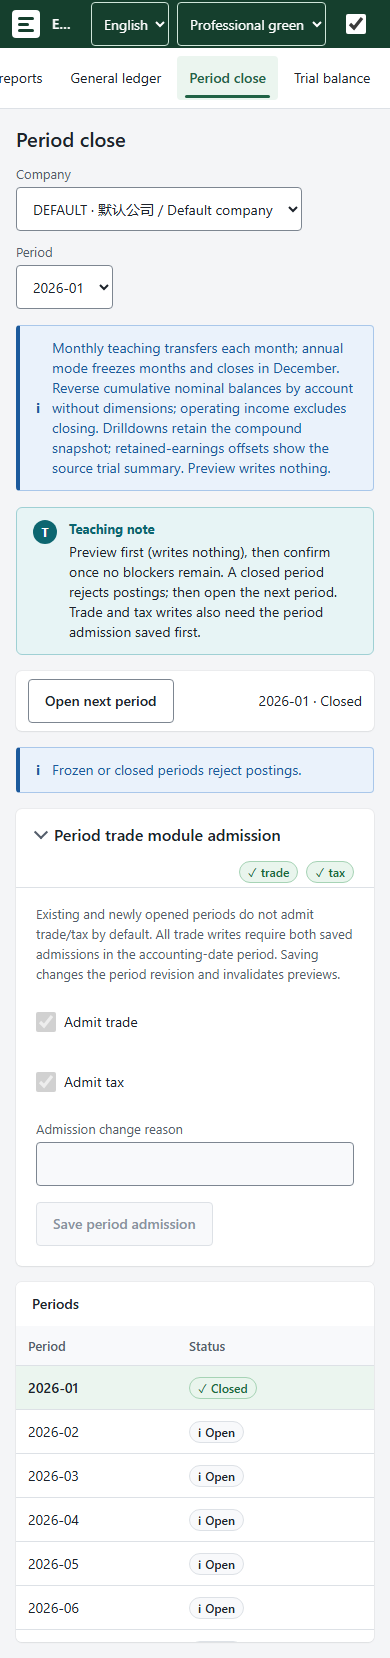 E...
English
Professional green
reports
General ledger
Period close
Trial balance
Period close
Company
DEFAULT · 默认公司 / Default company
Period
2026-01
Monthly teaching transfers each month; annual
mode freezes months and closes in December.
Reverse cumulative nominal balances by account
without dimensions; operating income excludes
closing. Drilldowns retain the compound
snapshot; retained-earnings offsets show the
source trial summary. Preview writes nothing.
T
Teaching note
Preview first (writes nothing), then confirm
once no blockers remain. A closed period
rejects postings; then open the next period.
Trade and tax writes also need the period
admission saved first.
Open next period
2026-01 · Closed
i Frozen or closed periods reject postings.
Period trade module admission
✓ trade
✓ tax
Existing and newly opened periods do not admit
trade/tax by default. All trade writes require both saved
admissions in the accounting-date period. Saving
changes the period revision and invalidates previews.
Admit trade
Admit tax
Admission change reason
Save period admission
Periods
Period Status
2026-01 ✓ Closed
2026-02 i Open
2026-03 i Open
2026-04 i Open
2026-05 i Open
2026-06 i Open